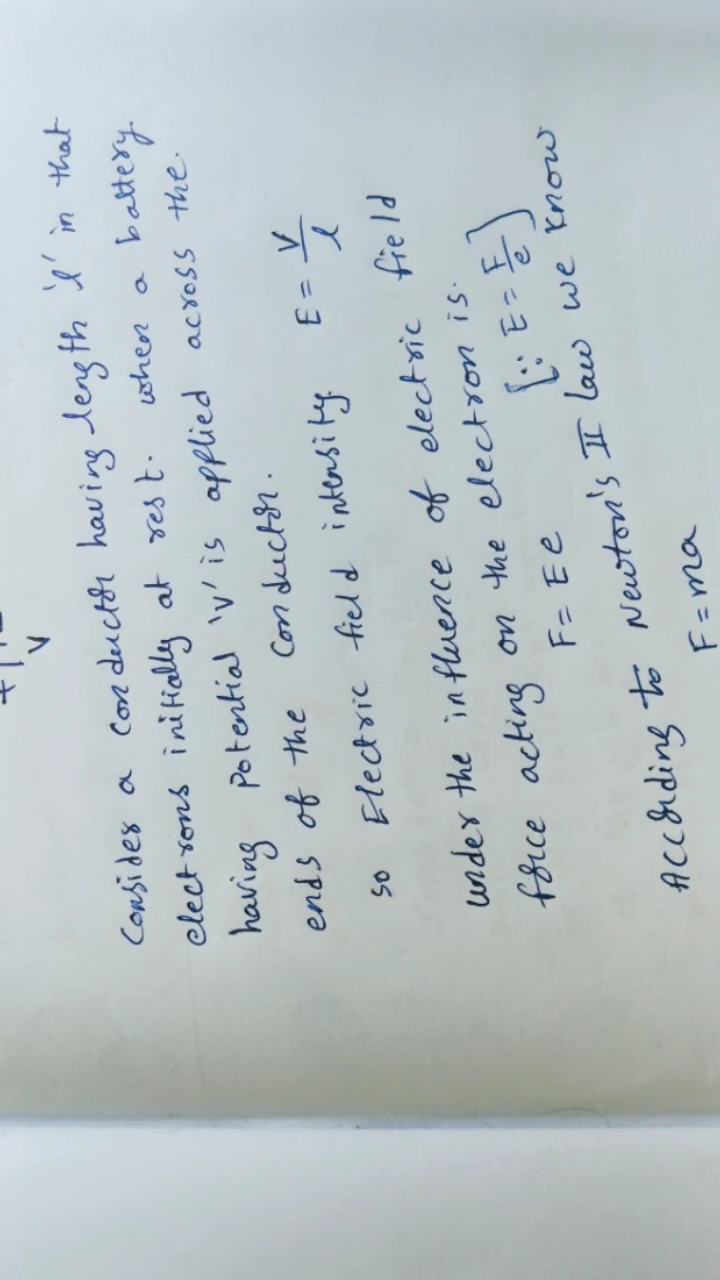 + -
V
Consider a conductor having length 'l' in that
electrons initially at rest. when a battery
having potential 'V' is applied across the.
ends of the conductor.
so Electric field intensity E = V/l
under the influence of electric field
force acting on the electron is.
F = Ee [∵ E = F/e]
According to Newton's II law we know
F = ma